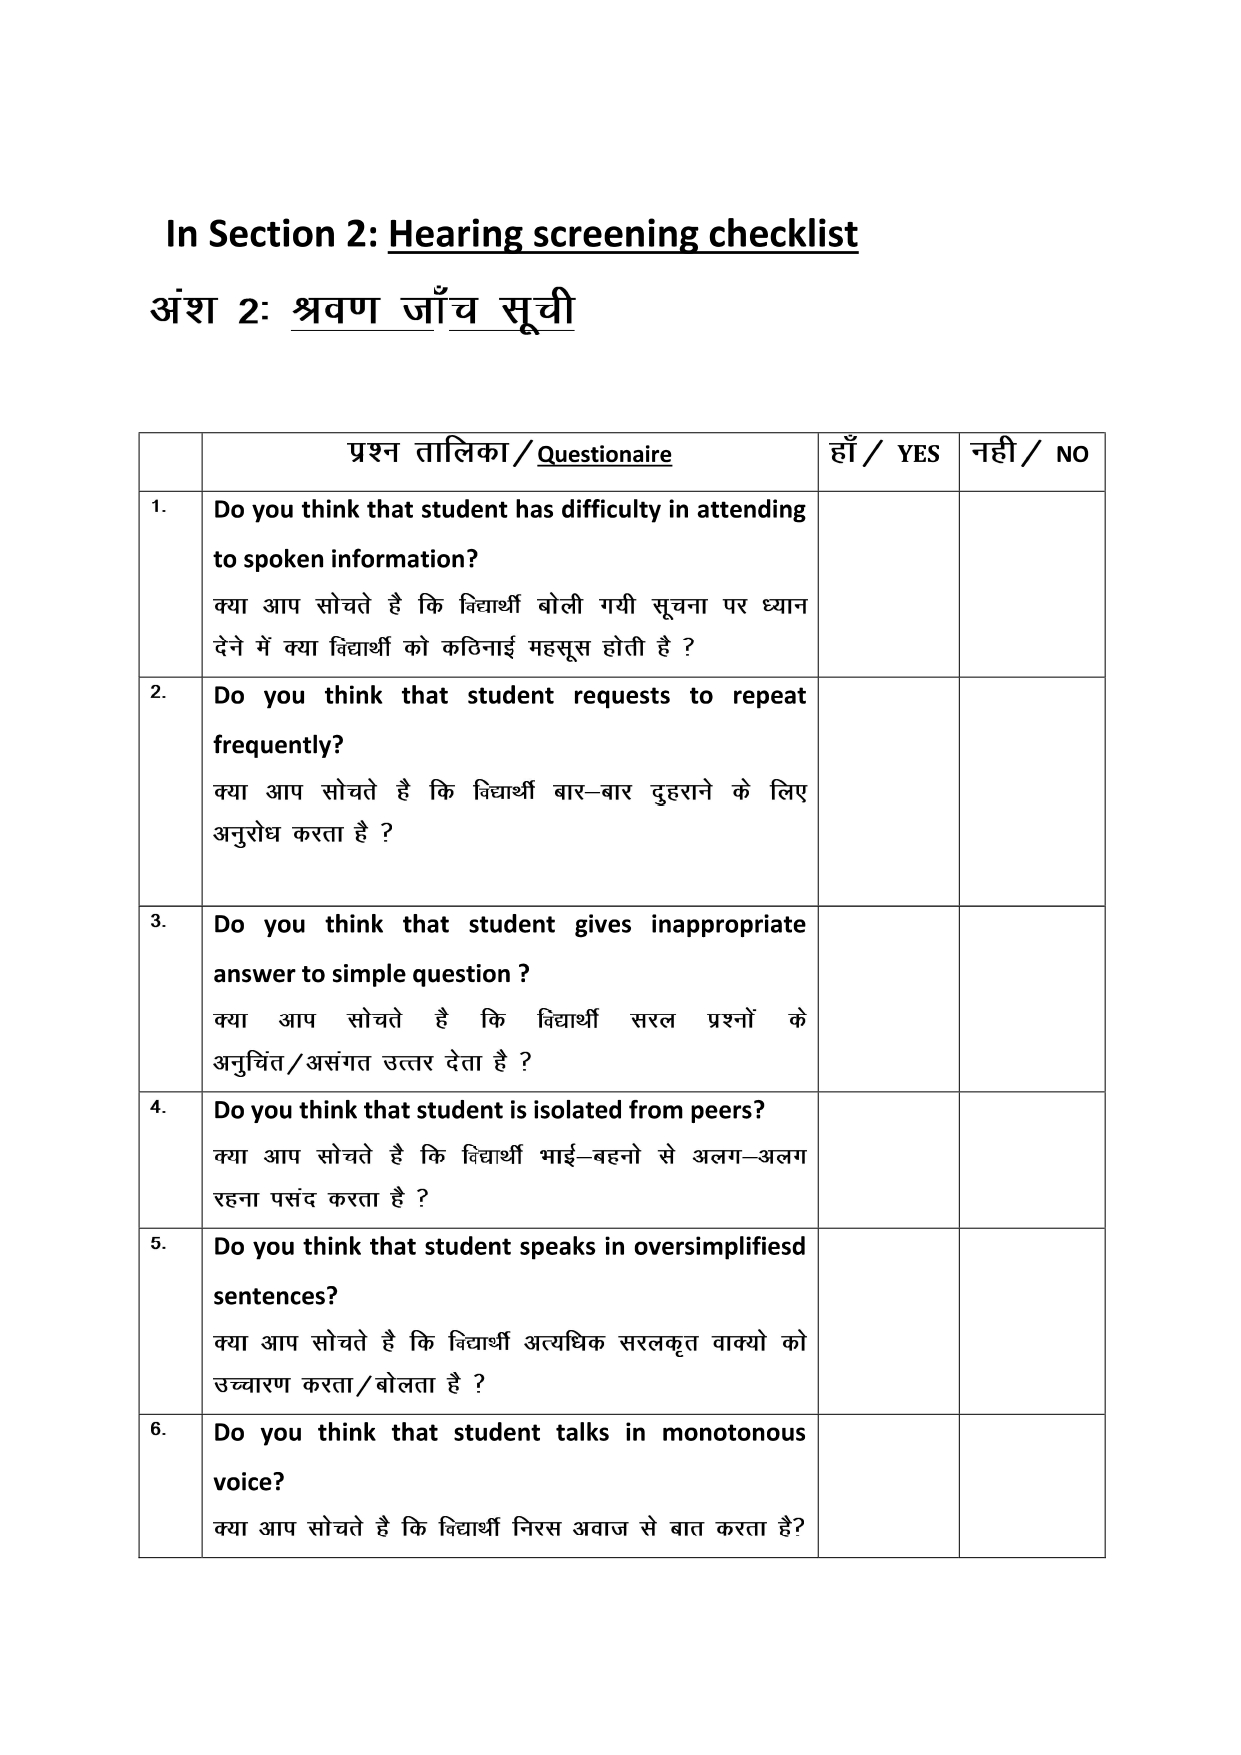 In Section 2: Hearing screening checklist
अंश 2: श्रवण जाँच सूची
प्रश्न तालिका / Questionaire हाँ / YES नही / NO
1. Do you think that student has difficulty in attending
to spoken information?
क्या आप सोचते है कि विद्यार्थी बोली गयी सूचना पर ध्यान
देने में क्या विद्यार्थी को कठिनाई महसूस होती है ?
2. Do you think that student requests to repeat
frequently?
क्या आप सोचते है कि विद्यार्थी बार–बार दुहराने के लिए
अनुरोध करता है ?
3. Do you think that student gives inappropriate
answer to simple question ?
क्या आप सोचते है कि विद्यार्थी सरल प्रश्नों के
अनुचिंत/असंगत उत्तर देता है ?
4. Do you think that student is isolated from peers?
क्या आप सोचते है कि विद्यार्थी भाई–बहनो से अलग–अलग
रहना पसंद करता है ?
5. Do you think that student speaks in oversimplifiesd
sentences?
क्या आप सोचते है कि विद्यार्थी अत्यधिक सरलकृत वाक्यो को
उच्चारण करता/बोलता है ?
6. Do you think that student talks in monotonous
voice?
क्या आप सोचते है कि विद्यार्थी निरस अवाज से बात करता है?